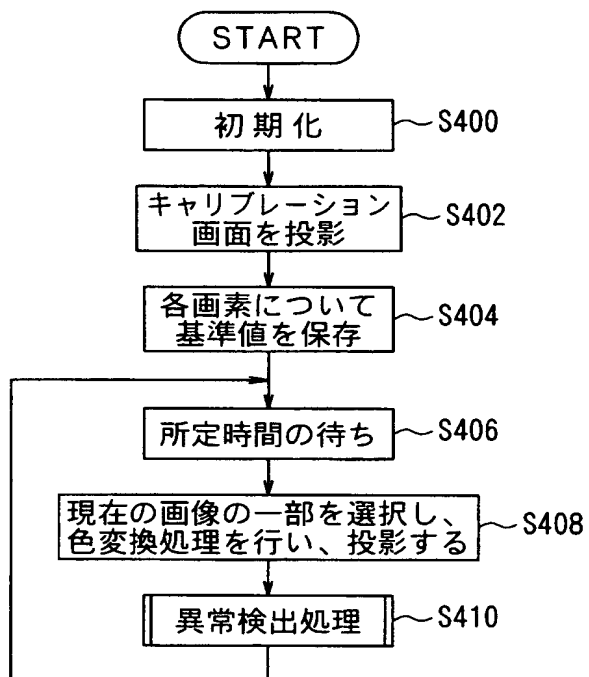 START
初期化
S400
キャリブレーション
画面を投影
S402
各画素について
基準値を保存
S404
所定時間の待ち
S406
現在の画像の一部を選択し、
色変換処理を行い、投影する
S408
異常検出処理
S410